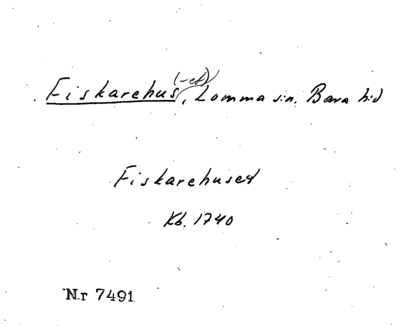 Fiskarehus(-et), Lomma sn. Bara hd
Fiskarehuset
Kb. 1740
Nr 7491